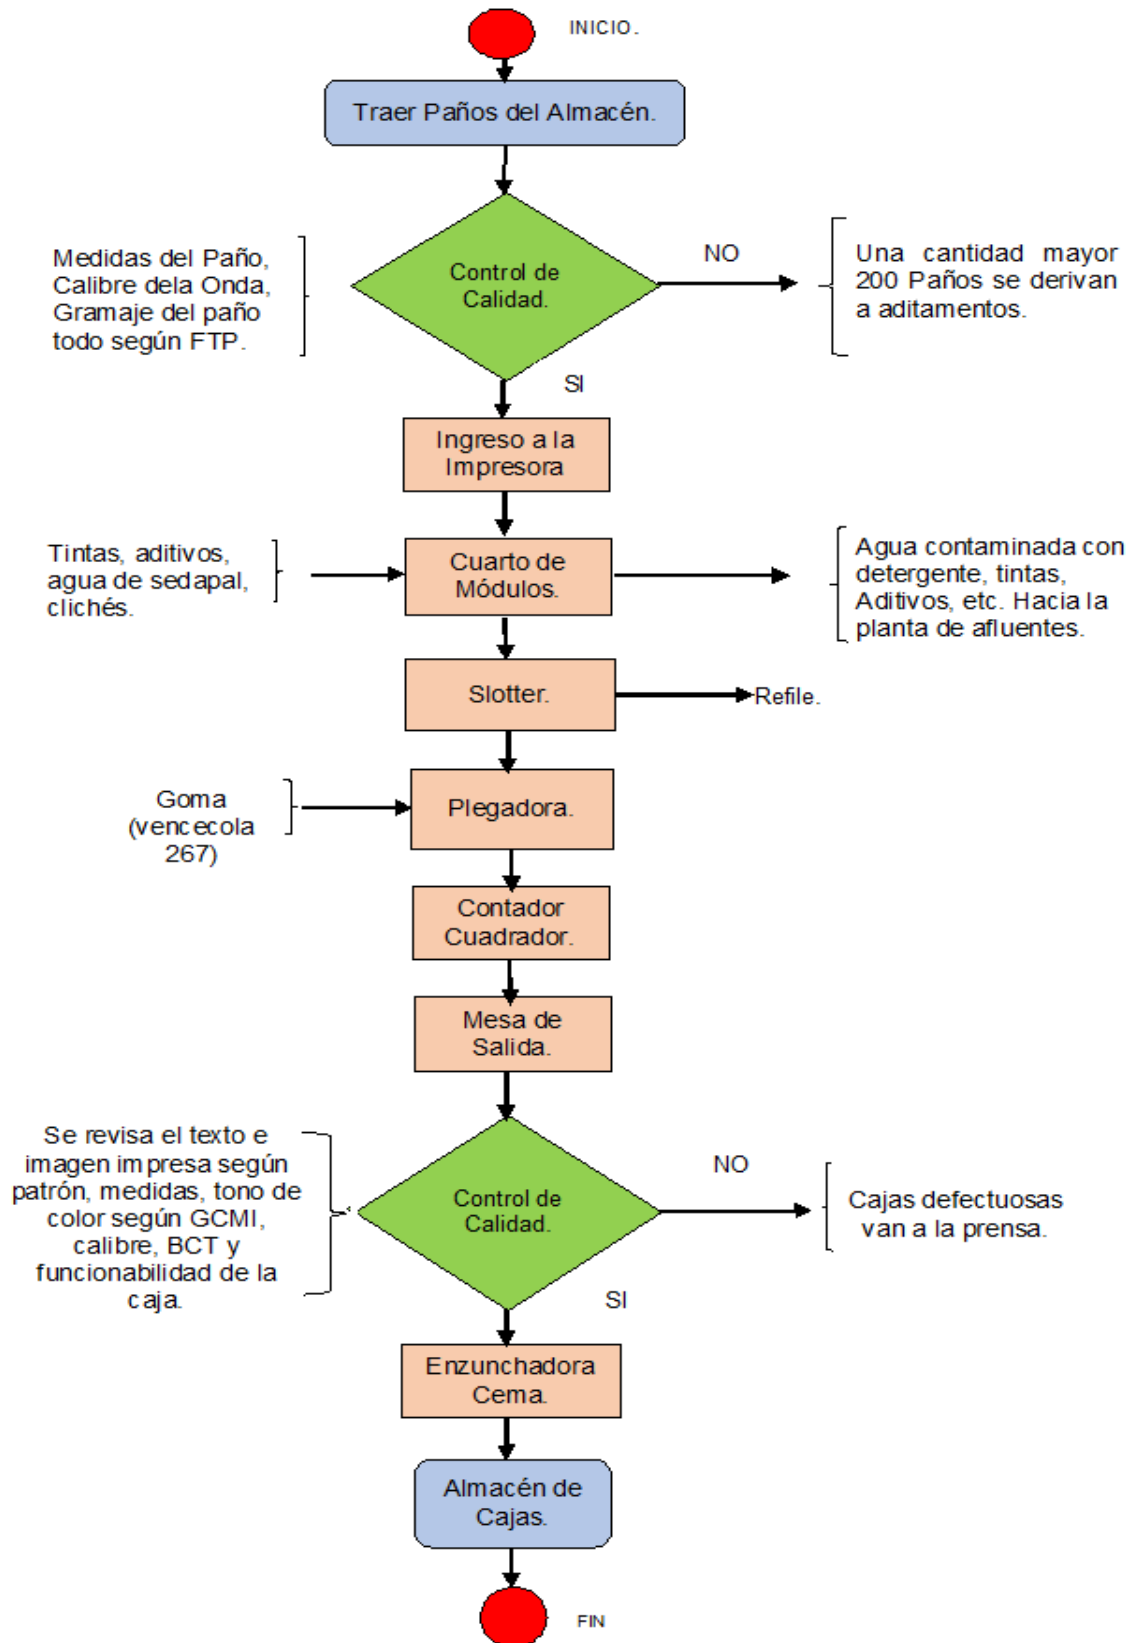 INICIO.
Traer Paños del Almacén.
Medidas del Paño,
Calibre dela Onda,
Gramaje del paño
todo según FTP.
Control de
Calidad.
NO
Una cantidad mayor
200 Paños se derivan
a aditamentos.
SI
Ingreso a la
Impresora
Tintas, aditivos,
agua de sedapal,
clichés.
Cuarto de
Módulos.
Agua contaminada con
detergente, tintas,
Aditivos, etc. Hacia la
planta de afluentes.
Slotter.
Refile.
Goma
(vencecola
267)
Plegadora.
Contador
Cuadrador.
Mesa de
Salida.
Se revisa el texto e
imagen impresa según
patrón, medidas, tono de
color según GCMI,
calibre, BCT y
funcionabilidad de la
caja.
Control de
Calidad.
NO
Cajas defectuosas
van a la prensa.
SI
Enzunchadora
Cema.
Almacén de
Cajas.
FIN